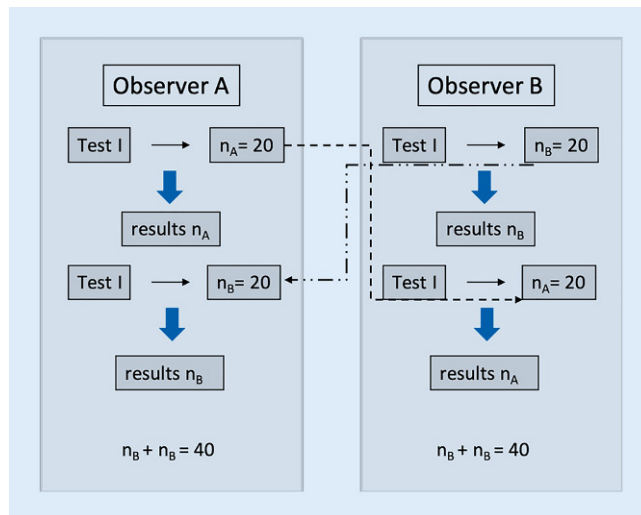 Observer A
Test I
nA= 20
results nA
Test I
nB = 20
results nB
nB + nB = 40
Observer B
Test I
nB= 20
results nB
Test I
nA = 20
results nA
nB + nB = 40